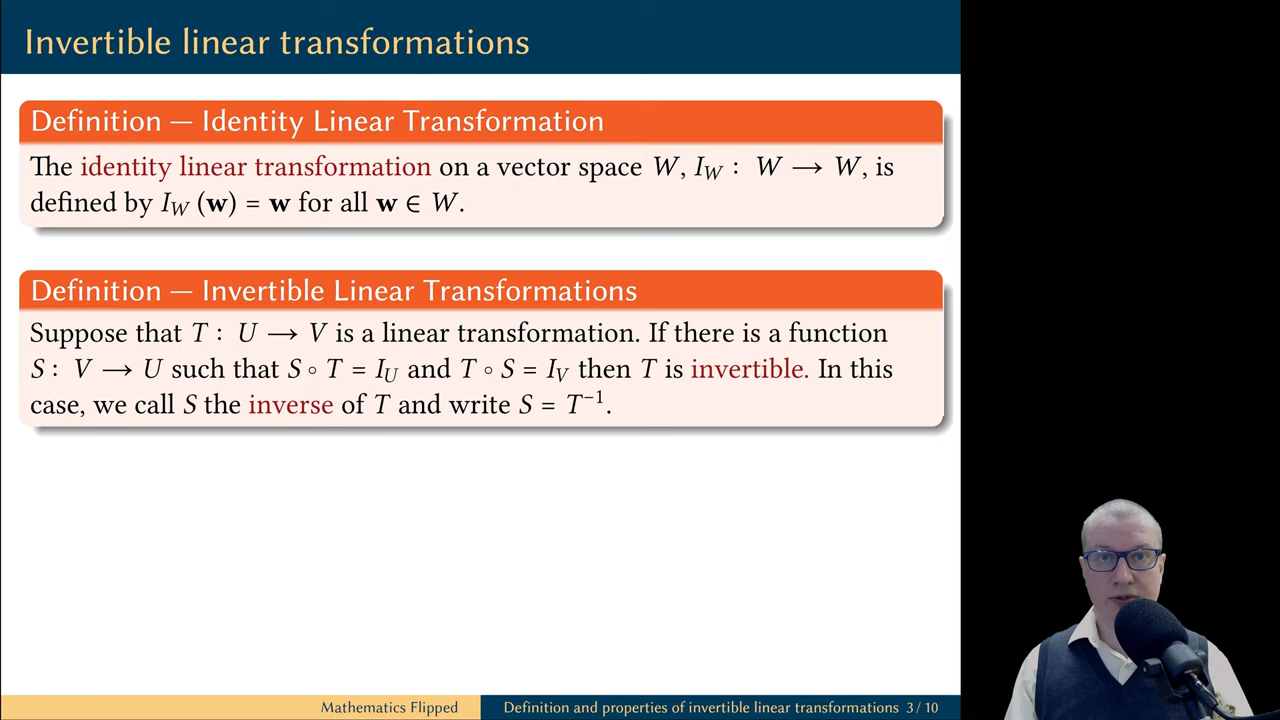 Invertible linear transformations
Definition — Identity Linear Transformation
The identity linear transformation on a vector space W, I_W : W ⟶ W, is
defined by I_W (w) = w for all w ∈ W.
Definition — Invertible Linear Transformations
Suppose that T : U ⟶ V is a linear transformation. If there is a function
S : V ⟶ U such that S ∘ T = I_U and T ∘ S = I_V then T is invertible. In this
case, we call S the inverse of T and write S = T⁻¹.
Mathematics Flipped
Definition and properties of invertible linear transformations 3 / 10